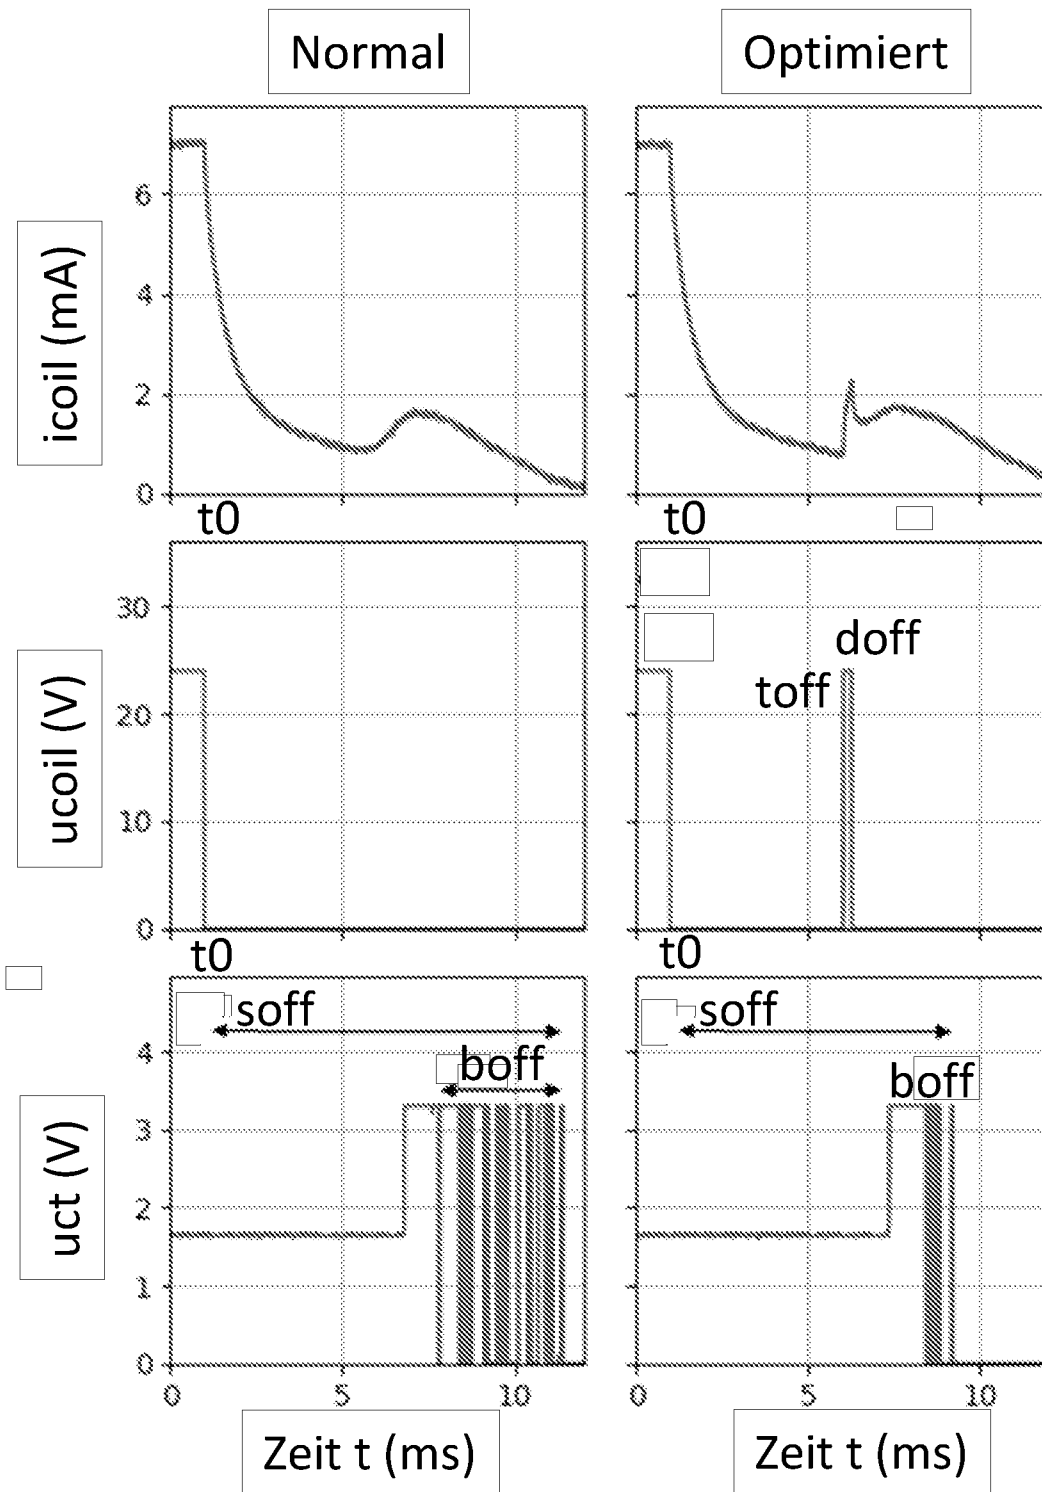 Normal
Optimiert
icoil (mA)
6
4
2
0
t0
t0
ucoil (V)
30
20
10
0
doff
toff
t0
t0
uct (V)
4
3
2
1
0
soff
boff
soff
boff
0 5 10
0 5 10
Zeit t (ms)
Zeit t (ms)